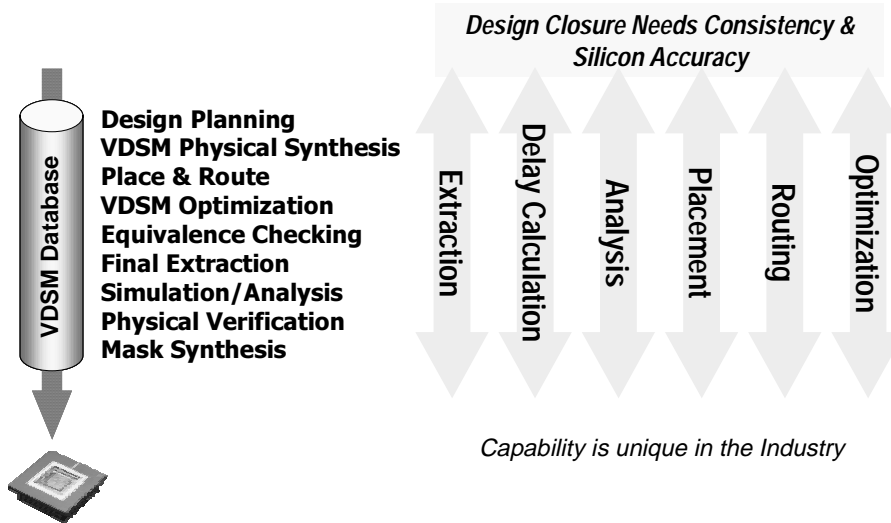 Design Closure Needs Consistency &
Silicon Accuracy
VDSM Database
Design Planning
VDSM Physical Synthesis
Place & Route
VDSM Optimization
Equivalence Checking
Final Extraction
Simulation/Analysis
Physical Verification
Mask Synthesis
Extraction
Delay Calculation
Analysis
Placement
Routing
Optimization
Capability is unique in the Industry